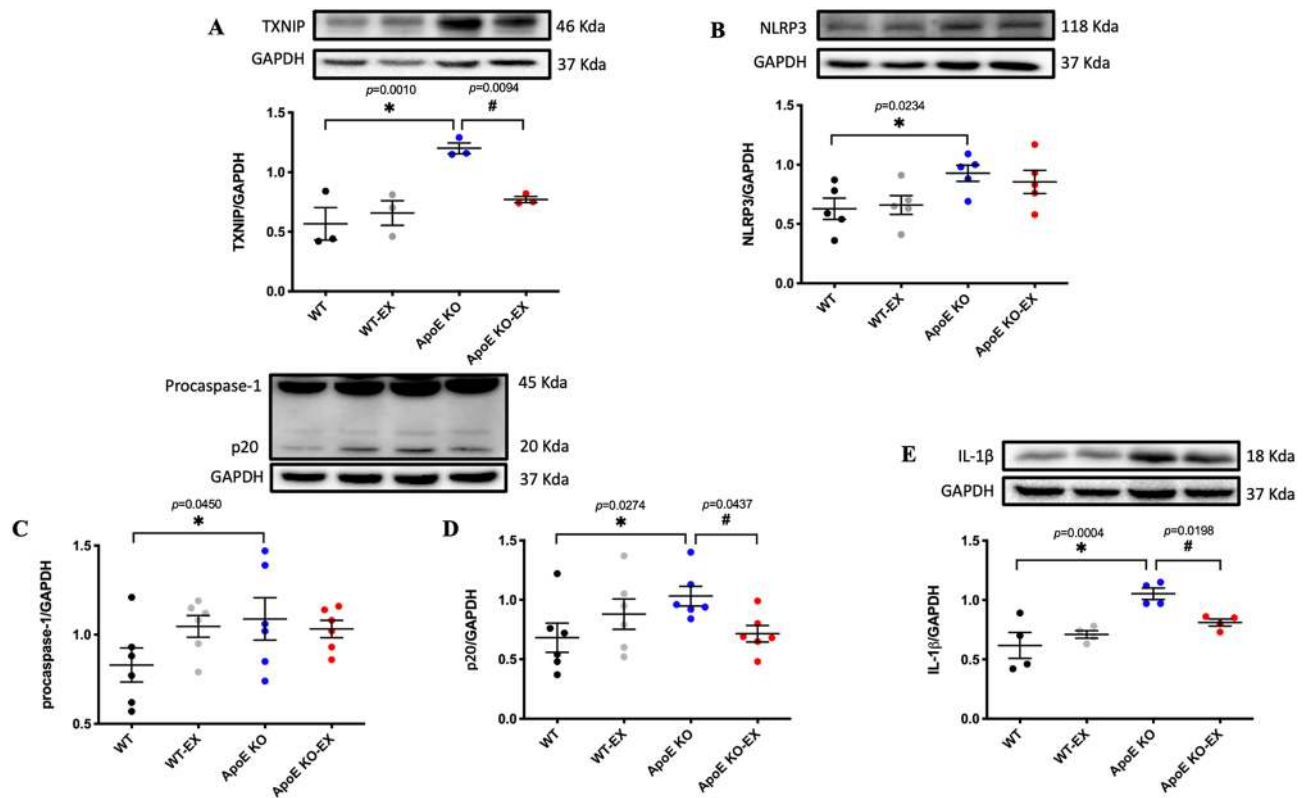 A
TXNIP
46 Kda
GAPDH
37 Kda
p=0.0010
p=0.0094
*
#
1.5
1.0
0.5
0.0
TXNIP/GAPDH
WT
WT-EX
ApoE KO
ApoE KO-EX
B
NLRP3
118 Kda
GAPDH
37 Kda
p=0.0234
*
1.5
1.0
0.5
0.0
NLRP3/GAPDH
WT
WT-EX
ApoE KO
ApoE KO-EX
Procaspase-1
45 Kda
p20
20 Kda
GAPDH
37 Kda
C
p=0.0450
*
1.5
1.0
0.5
procaspase-1/GAPDH
WT
WT-EX
ApoE KO
ApoE KO-EX
D
p=0.0274
p=0.0437
*
#
1.5
1.0
0.5
0.0
p20/GAPDH
WT
WT-EX
ApoE KO
ApoE KO-EX
E
IL-1β
18 Kda
GAPDH
37 Kda
p=0.0004
p=0.0198
*
#
1.5
1.0
0.5
0.0
IL-1β/GAPDH
WT
WT-EX
ApoE KO
ApoE KO-EX